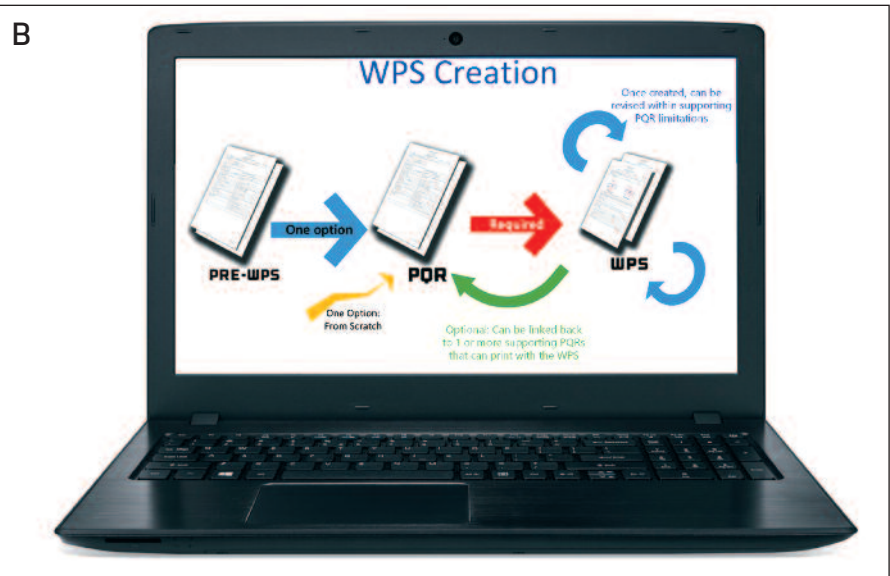 B
WPS Creation
Once created, can be
revised within supporting
PQR limitations
One option
Required
PRE-WPS
PQR
WPS
One Option:
From Scratch
Optional: Can be linked back
to 1 or more supporting PQRs
that can print with the WPS